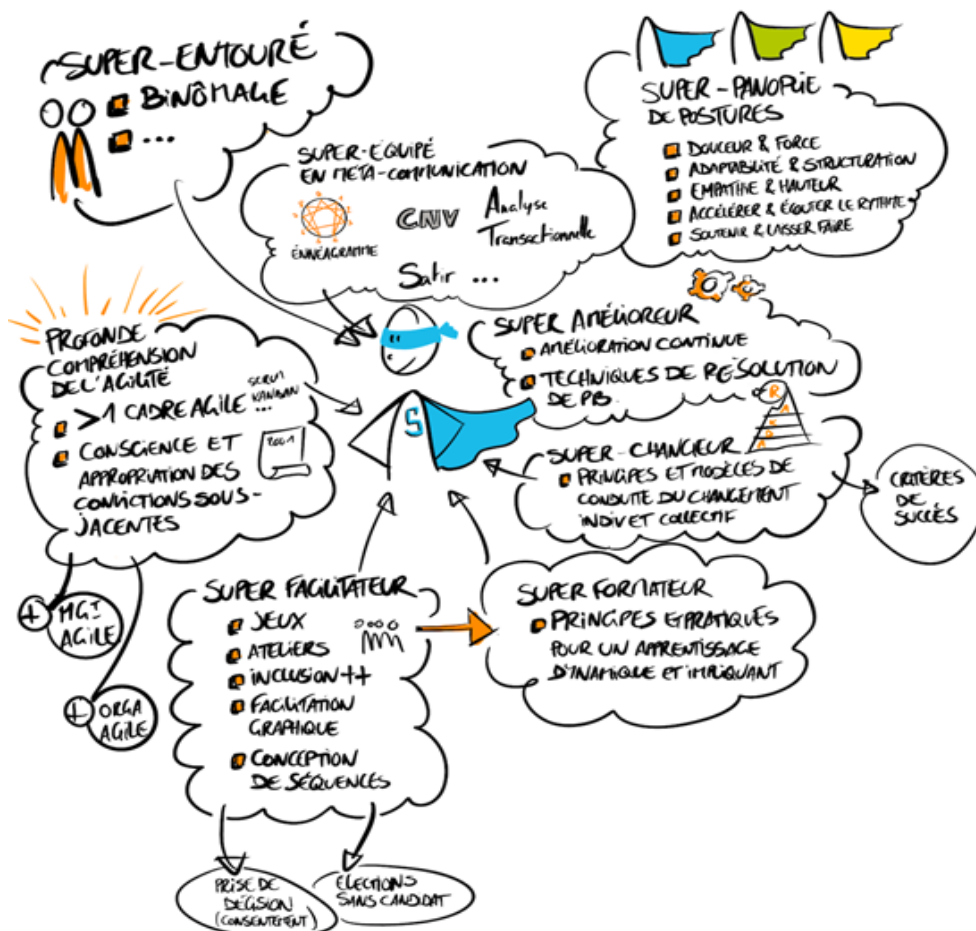 SUPER-ENTOURÉ
BINÔMAGE
...
SUPER-ÉQUIPÉ
EN META-COMMUNICATION
ENNÉAGRAMME
CNV
Analyse
Transactionnelle
Satir ...
SUPER-PANOPLIE
DE POSTURES
DOUCEUR & FORCE
ADAPTABILITÉ & STRUCTURATION
EMPATHIE & HAUTEUR
ACCÉLÉRER & ÉCOUTER LE RYTHME
SOUTENIR & LAISSER FAIRE
PROFONDE
COMPRÉHENSION
DE L'AGILITÉ
>1 CADRE AGILE
SCRUM
KANBAN
...
CONSCIENCE ET
APPROPRIATION DES
CONVICTIONS SOUS-
JACENTES
2001
+ MGT
AGILE
+ ORGA
AGILE
S
SUPER AMÉLIOREUR
AMÉLIORATION CONTINUE
TECHNIQUES DE RÉSOLUTION
DE PB.
SUPER-CHANGEUR
PRINCIPES ET MODÈLES DE
CONDUITE DU CHANGEMENT
INDIV ET COLLECTIF
R
A
K
D
A
CRITÈRES
DE
SUCCÈS
SUPER FACILITATEUR
JEUX
ATELIERS
INCLUSION++
FACILITATION
GRAPHIQUE
CONCEPTION
DE SÉQUENCES
SUPER FORMATEUR
PRINCIPES ET PRATIQUES
POUR UN APPRENTISSAGE
DYNAMIQUE ET IMPLIQUANT
PRISE DE
DÉCISION
(CONSENTEMENT)
ELECTIONS
SANS CANDIDAT